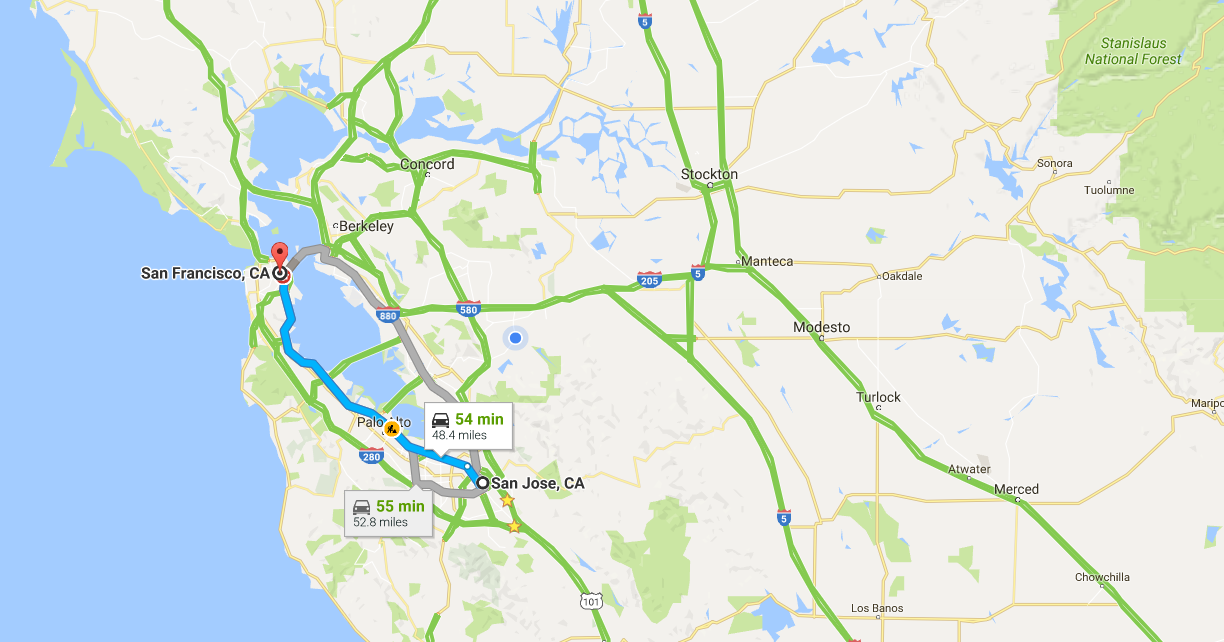 5
Stanislaus
National Forest
Concord
Stockton
Sonora
Tuolumne
Berkeley
San Francisco, CA
Manteca
5
205
Oakdale
580
880
Modesto
Turlock
54 min
48.4 miles
Palo Alto
280
Atwater
Merced
San Jose, CA
55 min
52.8 miles
5
Chowchilla
101
Los Banos